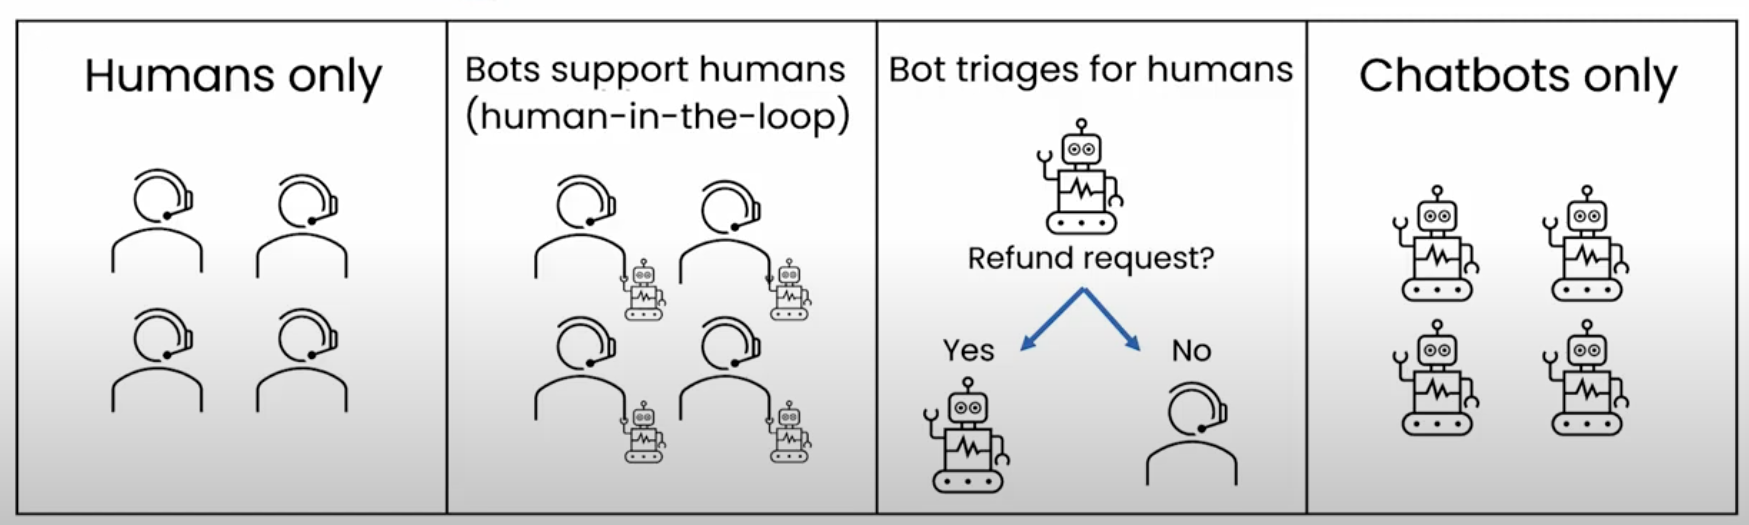 Humans only
Bots support humans
(human-in-the-loop)
Bot triages for humans
Refund request?
Yes
No
Chatbots only